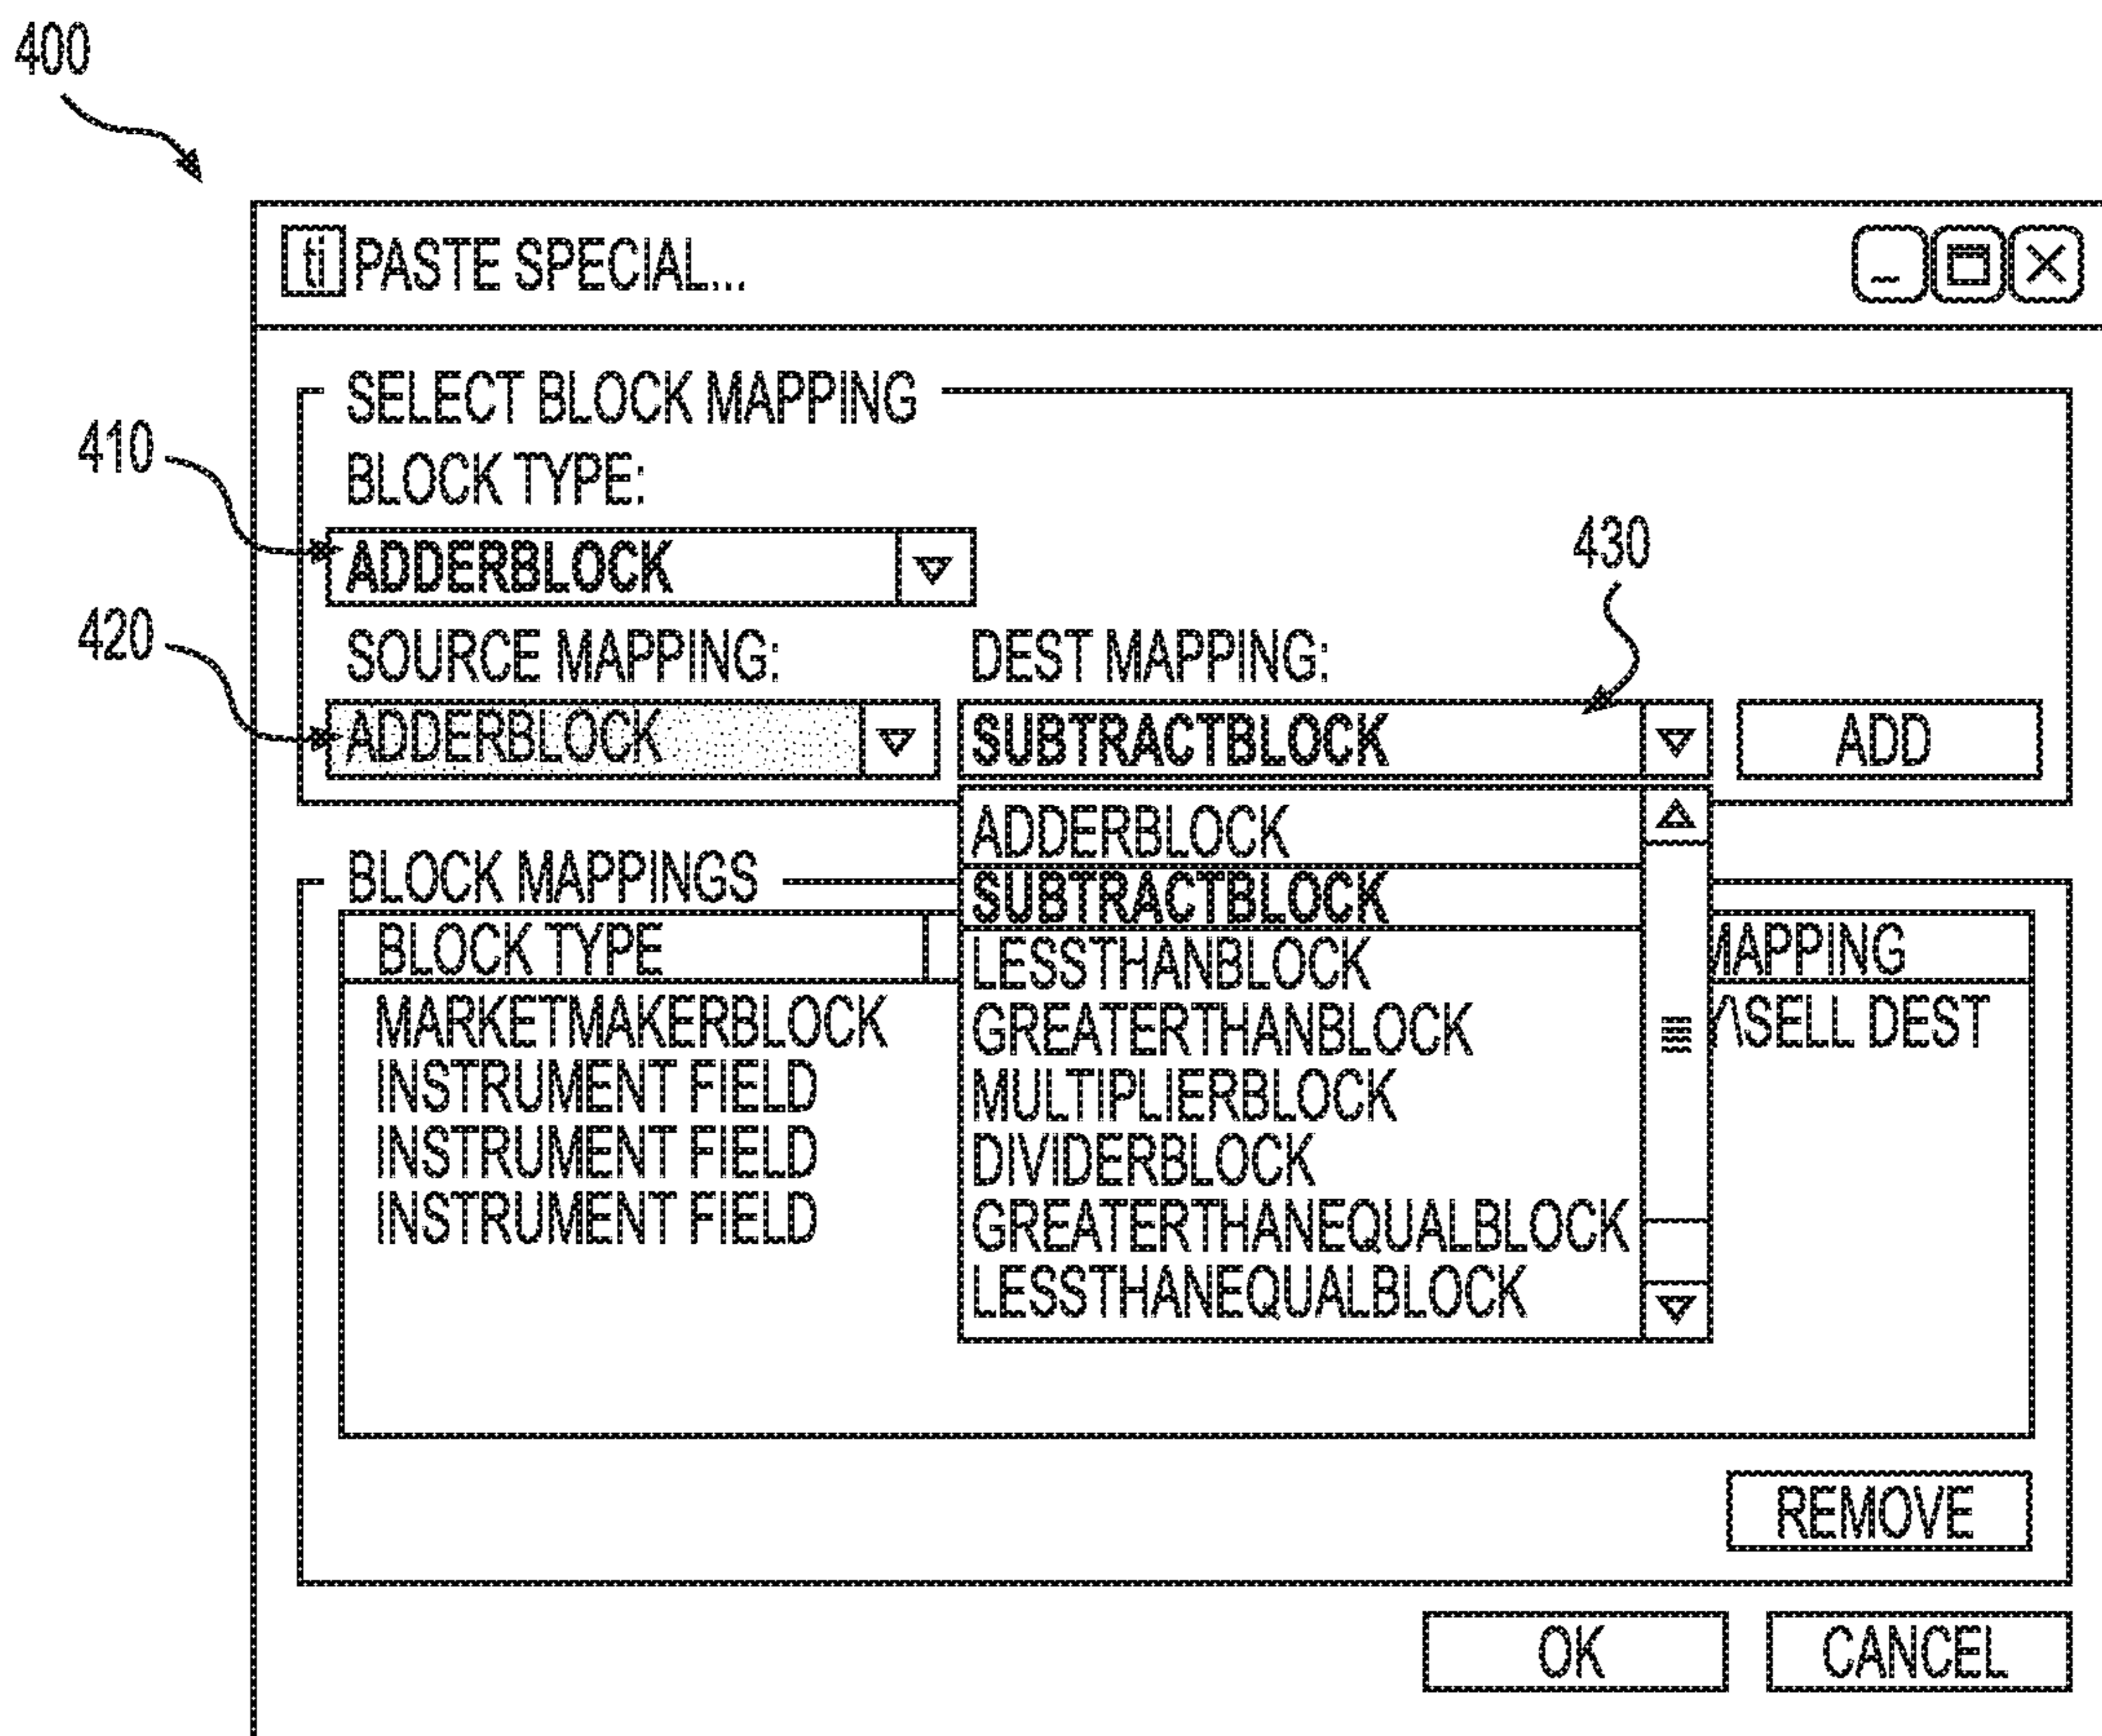 400
ti PASTE SPECIAL...
SELECT BLOCK MAPPING
410
BLOCK TYPE:
ADDERBLOCK
430
420
SOURCE MAPPING: DEST MAPPING:
ADDERBLOCK SUBTRACTBLOCK ADD
ADDERBLOCK
SUBTRACTBLOCK
LESSTHANBLOCK
GREATERTHANBLOCK
MULTIPLIERBLOCK
DIVIDERBLOCK
GREATERTHANEQUALBLOCK
LESSTHANEQUALBLOCK
BLOCK MAPPINGS
BLOCK TYPE MAPPING
MARKETMAKERBLOCK Y\SELL DEST
INSTRUMENT FIELD
INSTRUMENT FIELD
INSTRUMENT FIELD
REMOVE
OK CANCEL